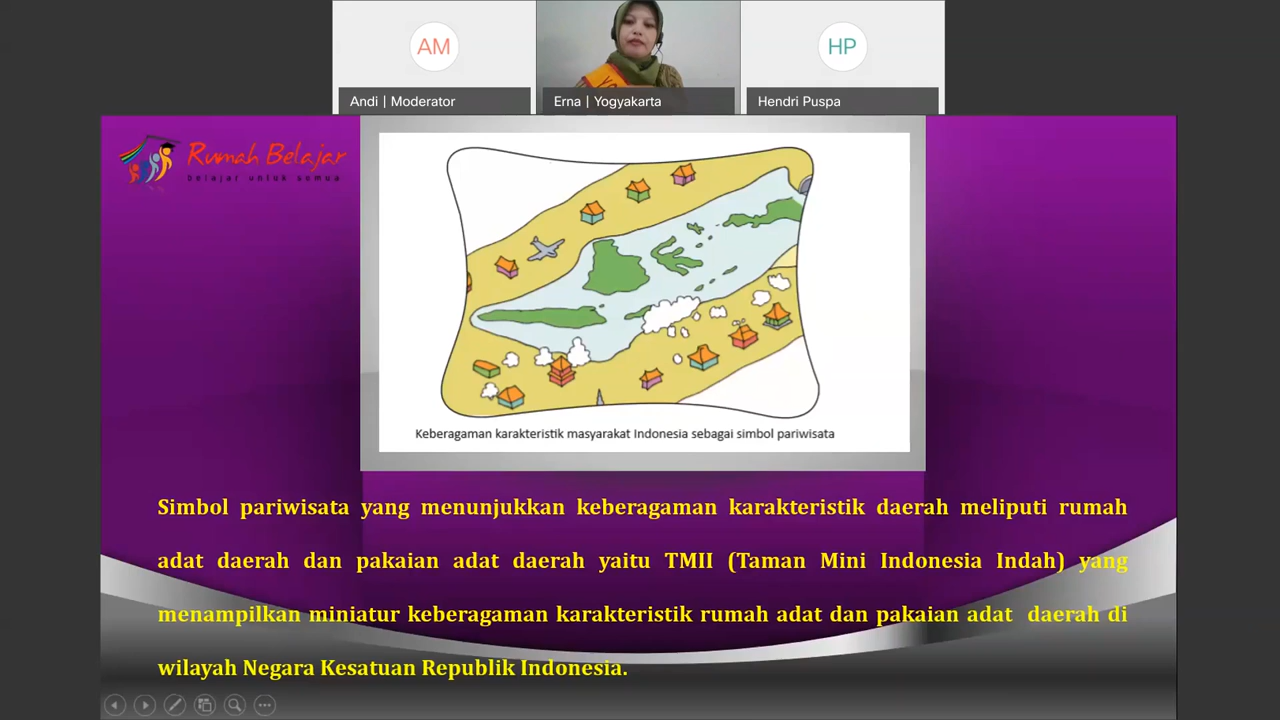 AM
HP
Andi | Moderator
Erna | Yogyakarta
Hendri Puspa
Rumah Belajar
belajar untuk semua
Keberagaman karakteristik masyarakat Indonesia sebagai simbol pariwisata
Simbol pariwisata yang menunjukkan keberagaman karakteristik daerah meliputi rumah
adat daerah dan pakaian adat daerah yaitu TMII (Taman Mini Indonesia Indah) yang
menampilkan miniatur keberagaman karakteristik rumah adat dan pakaian adat daerah di
wilayah Negara Kesatuan Republik Indonesia.